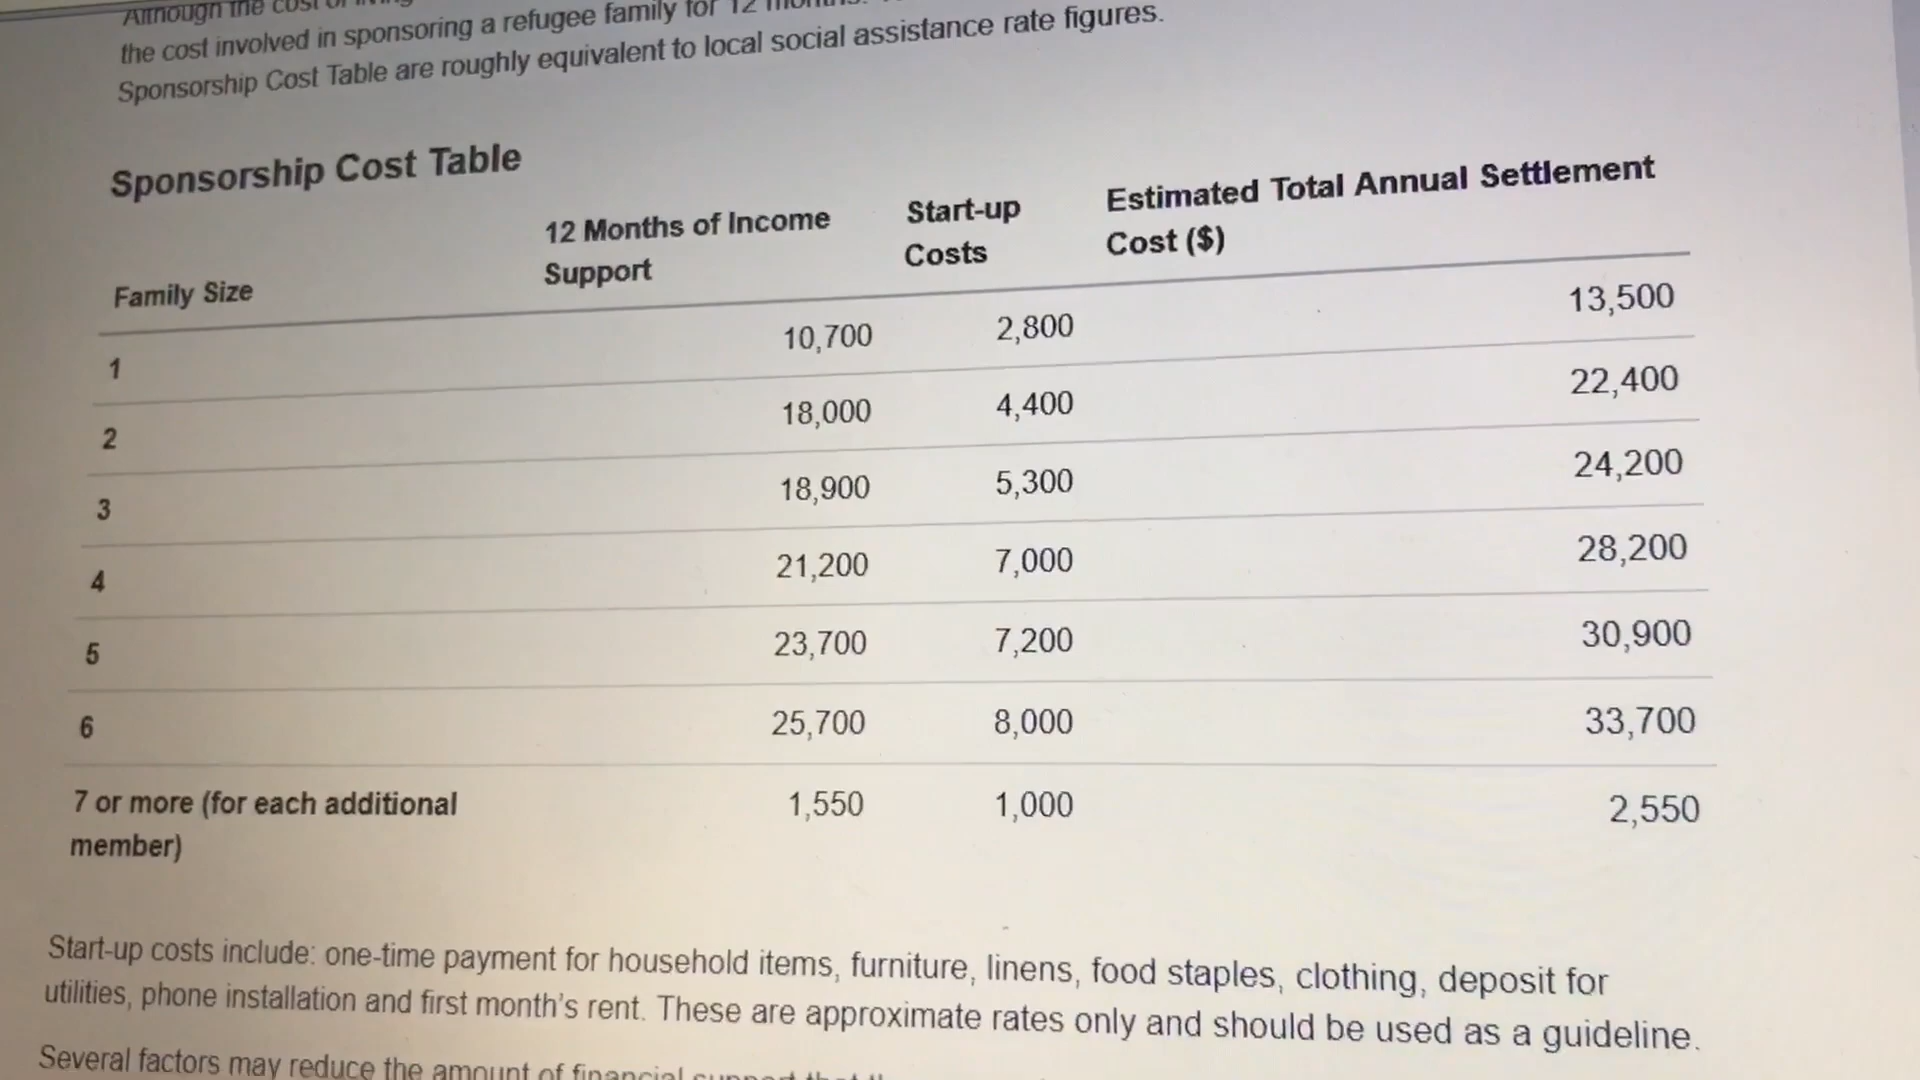 Although the cost of
the cost involved in sponsoring a refugee family for 12
Sponsorship Cost Table are roughly equivalent to local social assistance rate figures.
Sponsorship Cost Table
Family Size 12 Months of Income Support Start-up Costs Estimated Total Annual Settlement Cost ($)
1 10,700 2,800 13,500
2 18,000 4,400 22,400
3 18,900 5,300 24,200
4 21,200 7,000 28,200
5 23,700 7,200 30,900
6 25,700 8,000 33,700
7 or more (for each additional member) 1,550 1,000 2,550
Start-up costs include: one-time payment for household items, furniture, linens, food staples, clothing, deposit for
utilities, phone installation and first month's rent. These are approximate rates only and should be used as a guideline.
Several factors may reduce the amount of financial support